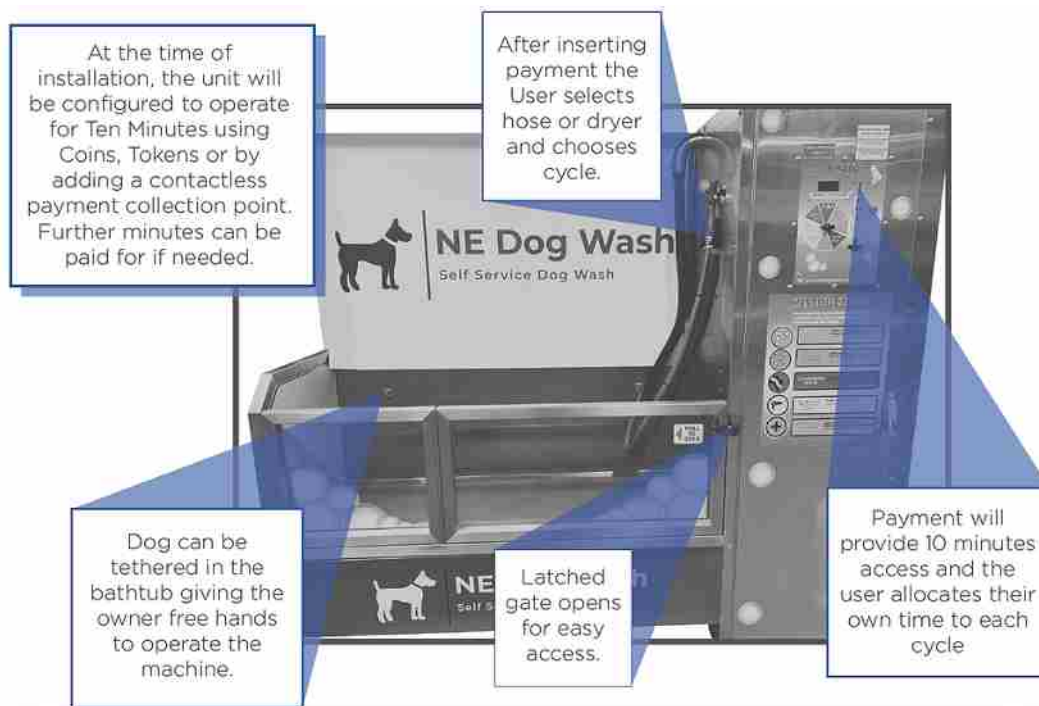 At the time of
installation, the unit will
be configured to operate
for Ten Minutes using
Coins, Tokens or by
adding a contactless
payment collection point.
Further minutes can be
paid for if needed.
After inserting
payment the
User selects
hose or dryer
and chooses
cycle.
NE Dog Wash
Self Service Dog Wash
Dog can be
tethered in the
bathtub giving the
owner free hands
to operate the
machine.
NE
Self
Latched
gate opens
for easy
access.
Payment will
provide 10 minutes
access and the
user allocates their
own time to each
cycle